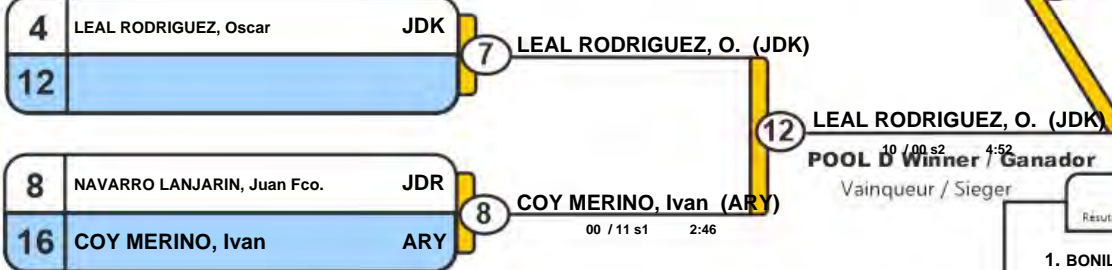 4 LEAL RODRIGUEZ, Oscar JDK
12
7 LEAL RODRIGUEZ, O. (JDK)
12 LEAL RODRIGUEZ, O. (JDK)
10 / 00 s2 4:52
POOL D Winner / Ganador
Vainqueur / Sieger
8 NAVARRO LANJARIN, Juan Fco. JDR
16 COY MERINO, Ivan ARY
8 COY MERINO, Ivan (ARY)
00 / 11 s1 2:46
Résut
1. BONIL